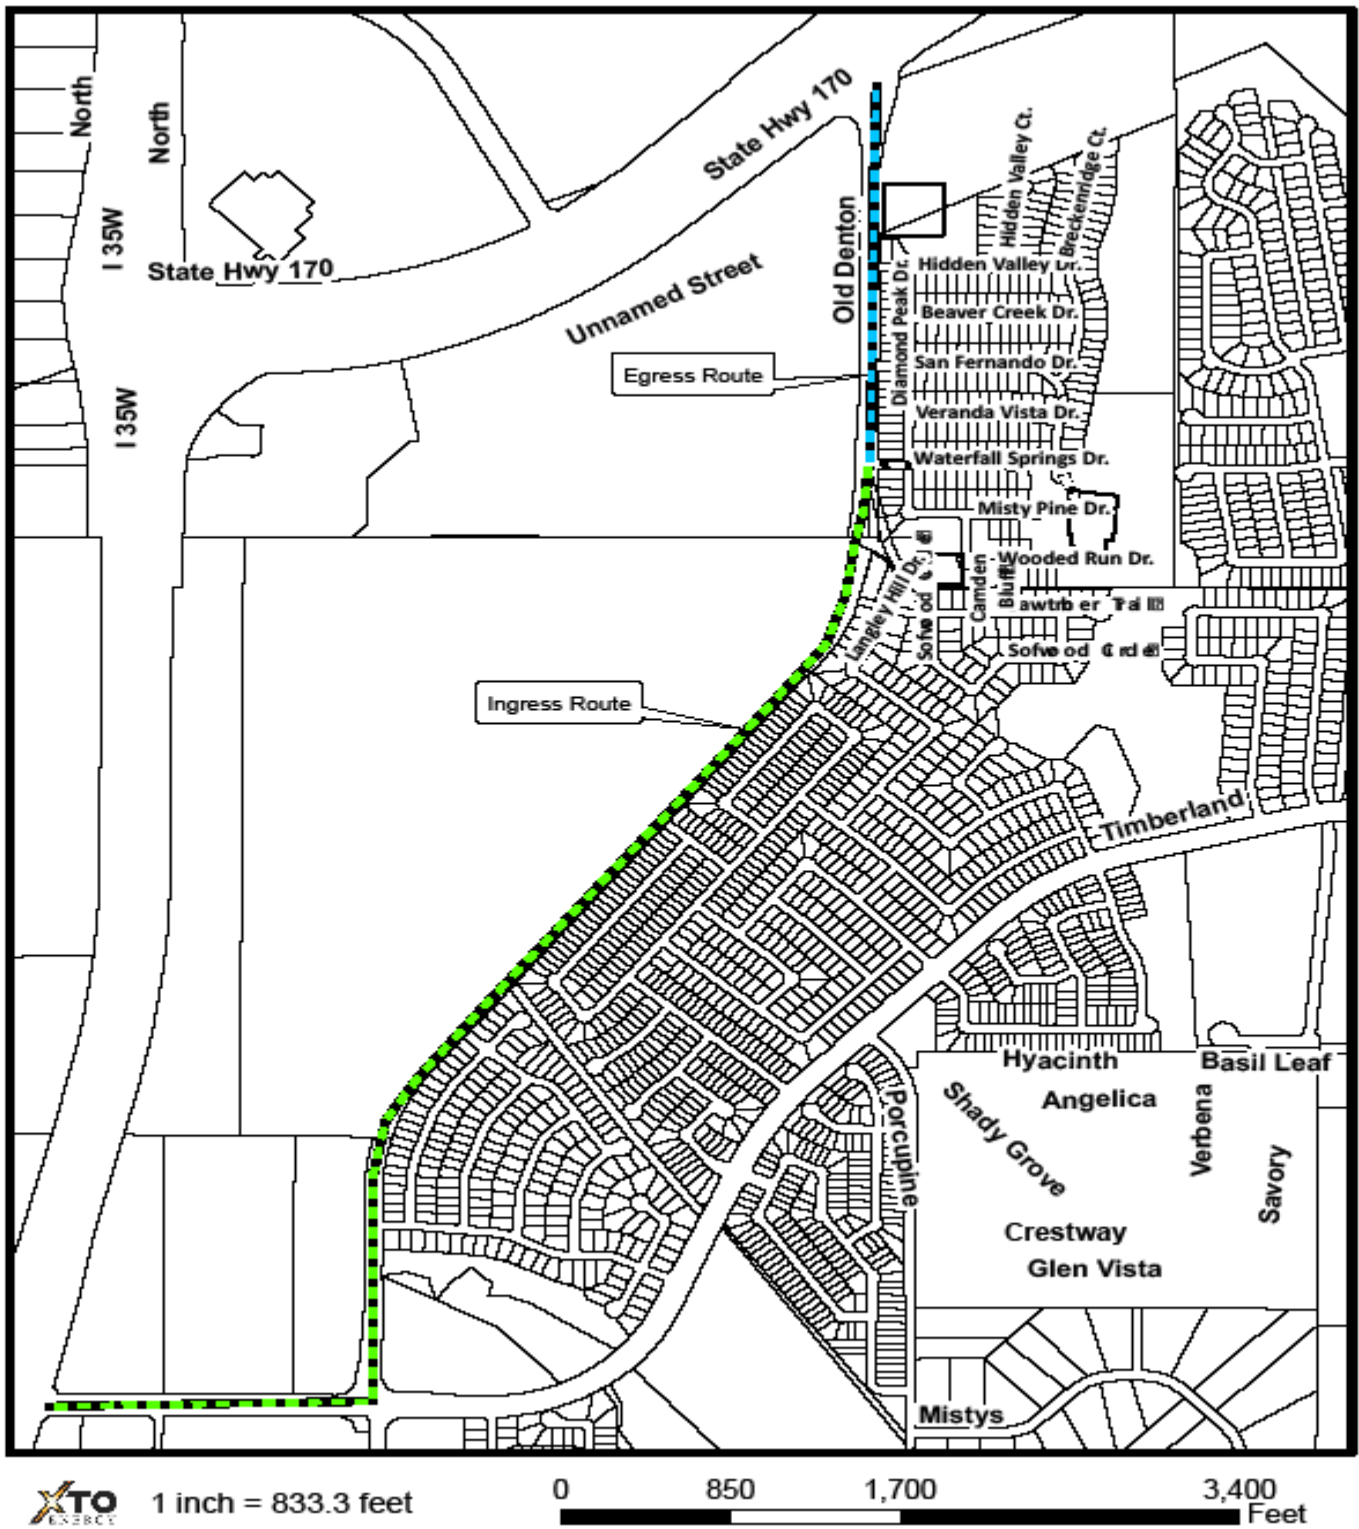 North
North
I 35W
State Hwy 170
State Hwy 170
Unnamed Street
I 35W
Old Denton
Egress Route
Diamond Peak Dr.
Hidden Valley Ct.
Breckenridge Ct.
Hidden Valley Dr.
Beaver Creek Dr.
San Fernando Dr.
Veranda Vista Dr.
Waterfall Springs Dr.
Misty Pine Dr.
Wooded Run Dr.
Langley Hill Dr.
Camden
Bluff
Ingress Route
Timberland
Hyacinth
Basil Leaf
Angelica
Shady Grove
Porcupine
Verbena
Savory
Crestway
Glen Vista
Mistys
XTO
ENERGY
1 inch = 833.3 feet
0 850 1,700 3,400
Feet